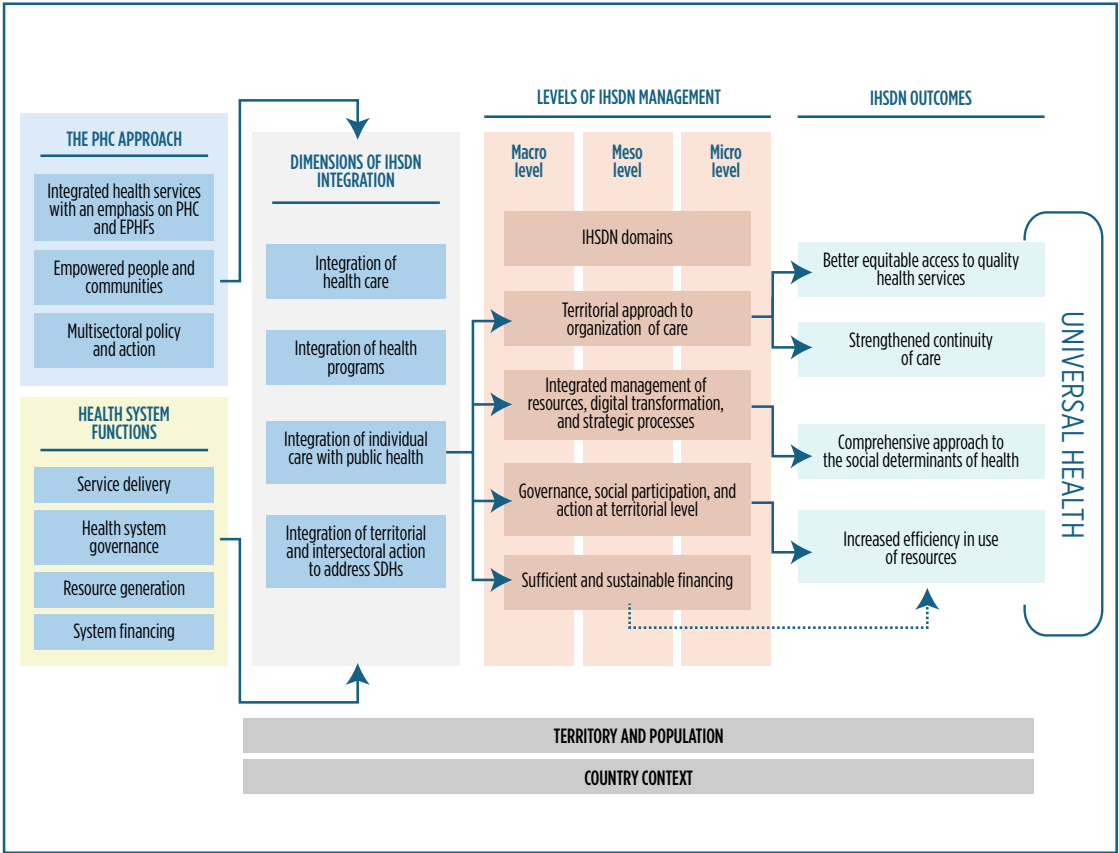 THE PHC APPROACH
Integrated health services
with an emphasis on PHC
and EPHFs
Empowered people and
communities
Multisectoral policy
and action
HEALTH SYSTEM
FUNCTIONS
Service delivery
Health system
governance
Resource generation
System financing
DIMENSIONS OF IHSDN
INTEGRATION
Integration of
health care
Integration of health
programs
Integration of individual
care with public health
Integration of territorial
and intersectoral action
to address SDHs
LEVELS OF IHSDN MANAGEMENT
Macro
level
Meso
level
Micro
level
IHSDN domains
Territorial approach to
organization of care
Integrated management of
resources, digital transformation,
and strategic processes
Governance, social participation, and
action at territorial level
Sufficient and sustainable financing
IHSDN OUTCOMES
Better equitable access to quality
health services
Strengthened continuity
of care
Comprehensive approach to
the social determinants of health
Increased efficiency in use
of resources
UNIVERSAL HEALTH
TERRITORY AND POPULATION
COUNTRY CONTEXT